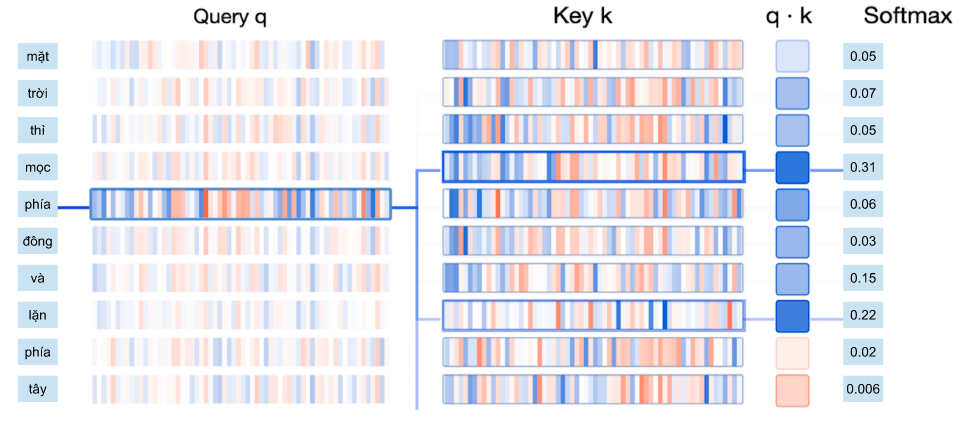 Query q Key k q · k Softmax
mặt 0.05
trời 0.07
thì 0.05
mọc 0.31
phía 0.06
đông 0.03
và 0.15
lặn 0.22
phía 0.02
tây 0.006